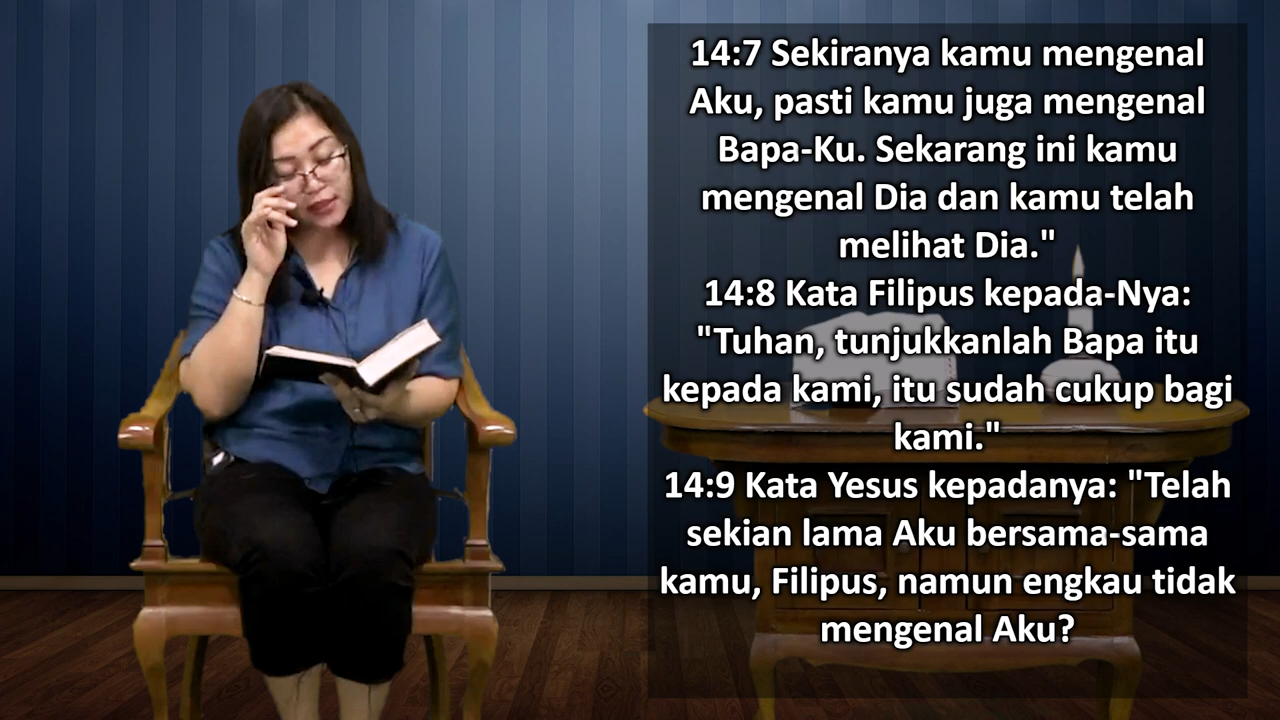 14:7 Sekiranya kamu mengenal
Aku, pasti kamu juga mengenal
Bapa-Ku. Sekarang ini kamu
mengenal Dia dan kamu telah
melihat Dia."
14:8 Kata Filipus kepada-Nya:
"Tuhan, tunjukkanlah Bapa itu
kepada kami, itu sudah cukup bagi
kami."
14:9 Kata Yesus kepadanya: "Telah
sekian lama Aku bersama-sama
kamu, Filipus, namun engkau tidak
mengenal Aku?